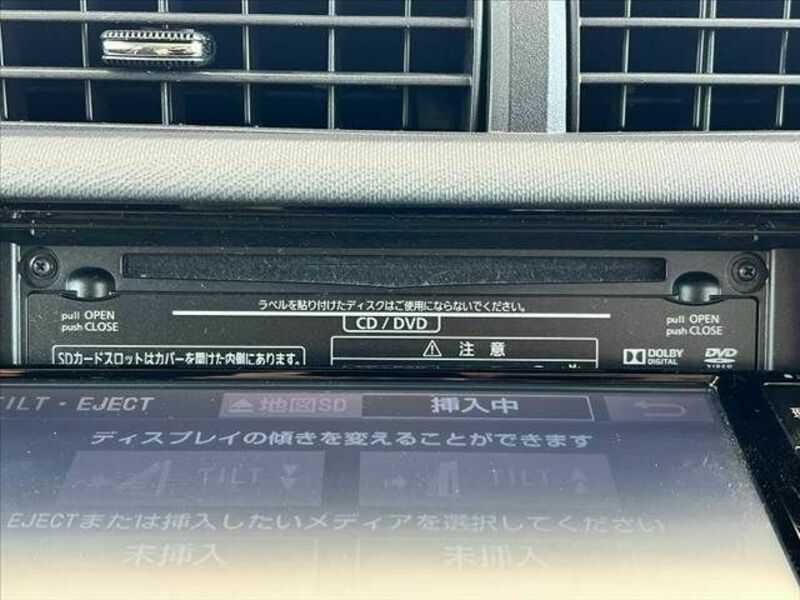 ラベルを貼り付けたディスクはご使用にならないでください。
pull OPEN
push CLOSE
CD / DVD
pull OPEN
push CLOSE
SDカードスロットはカバーを開けた内側にあります。
⚠ 注 意
DOLBY
DIGITAL
DVD
VIDEO
TILT・EJECT
地図SD
挿入中
ディスプレイの傾きを変えることができます
TILT
TILT
EJECTまたは挿入したいメディアを選択してください
未挿入
未挿入